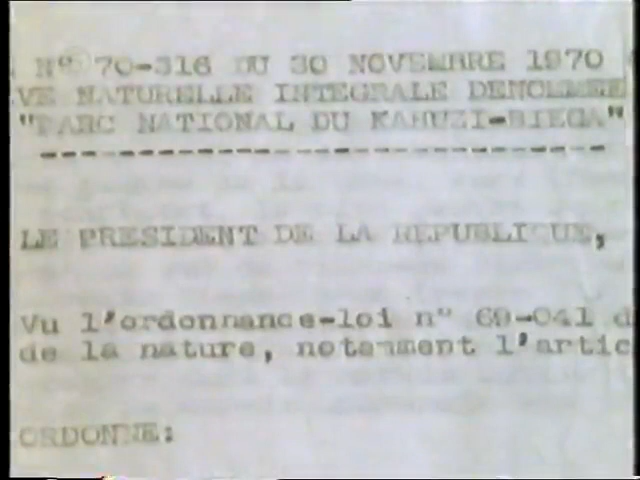 N° 70-316 DU 30 NOVEMBRE 1970
VE NATURELLE INTEGRALE DENOMMEE
"PARC NATIONAL DU KAHUZI-BIEGA"
LE PRESIDENT DE LA REPUBLIQUE,
Vu l'ordonnance-loi n° 69-041 d
de la nature, notamment l'artic
ORDONNE: